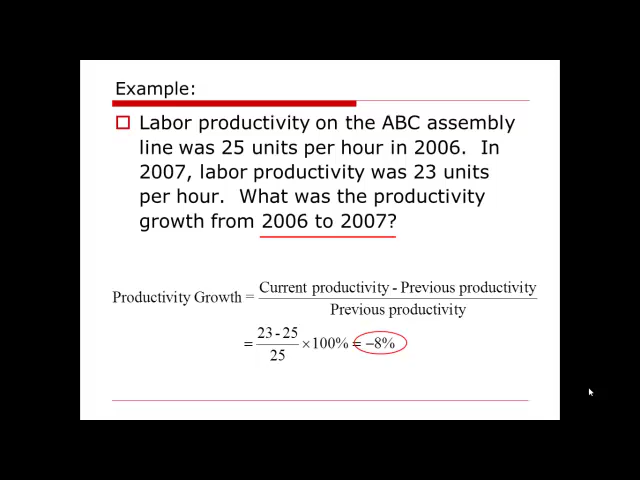 Example:
Labor productivity on the ABC assembly
line was 25 units per hour in 2006.  In
2007, labor productivity was 23 units
per hour.  What was the productivity
growth from 2006 to 2007?
Productivity Growth = Current productivity - Previous productivity
Previous productivity
= 23 - 25
25
×100% = −8%